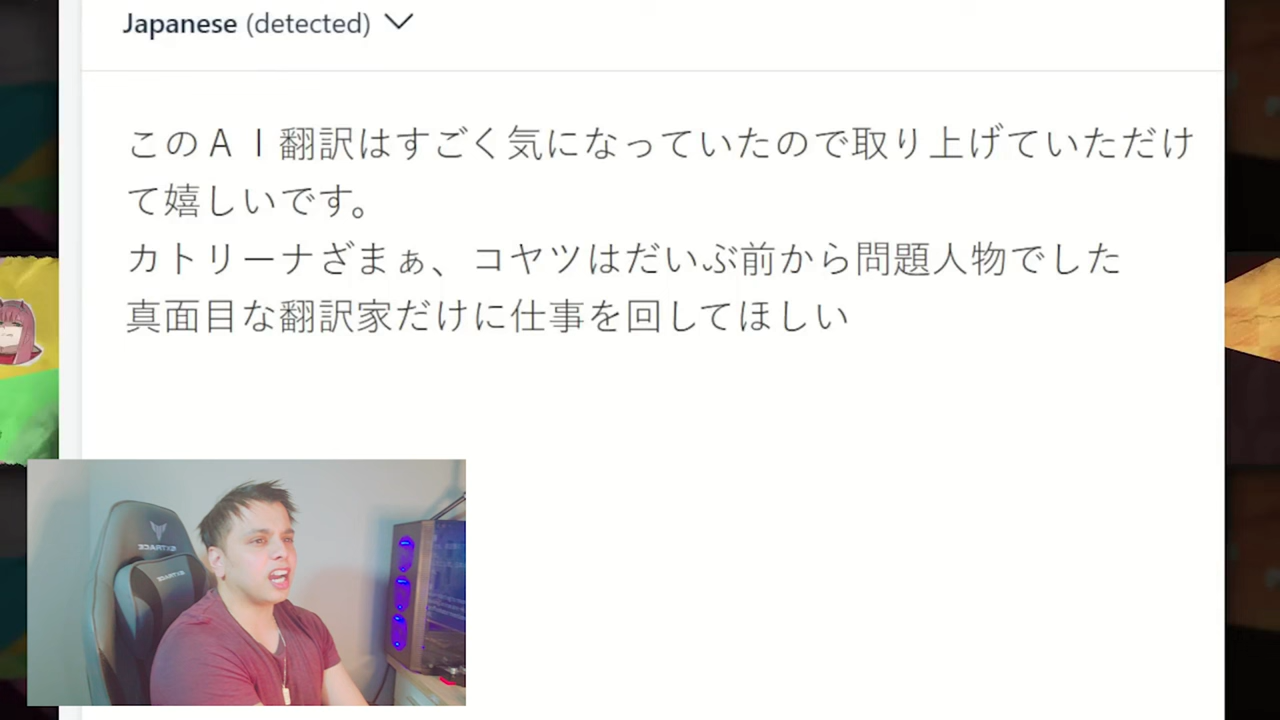 Japanese (detected)
このＡＩ翻訳はすごく気になっていたので取り上げていただけ
て嬉しいです。
カトリーナざまぁ、コヤツはだいぶ前から問題人物でした
真面目な翻訳家だけに仕事を回してほしい